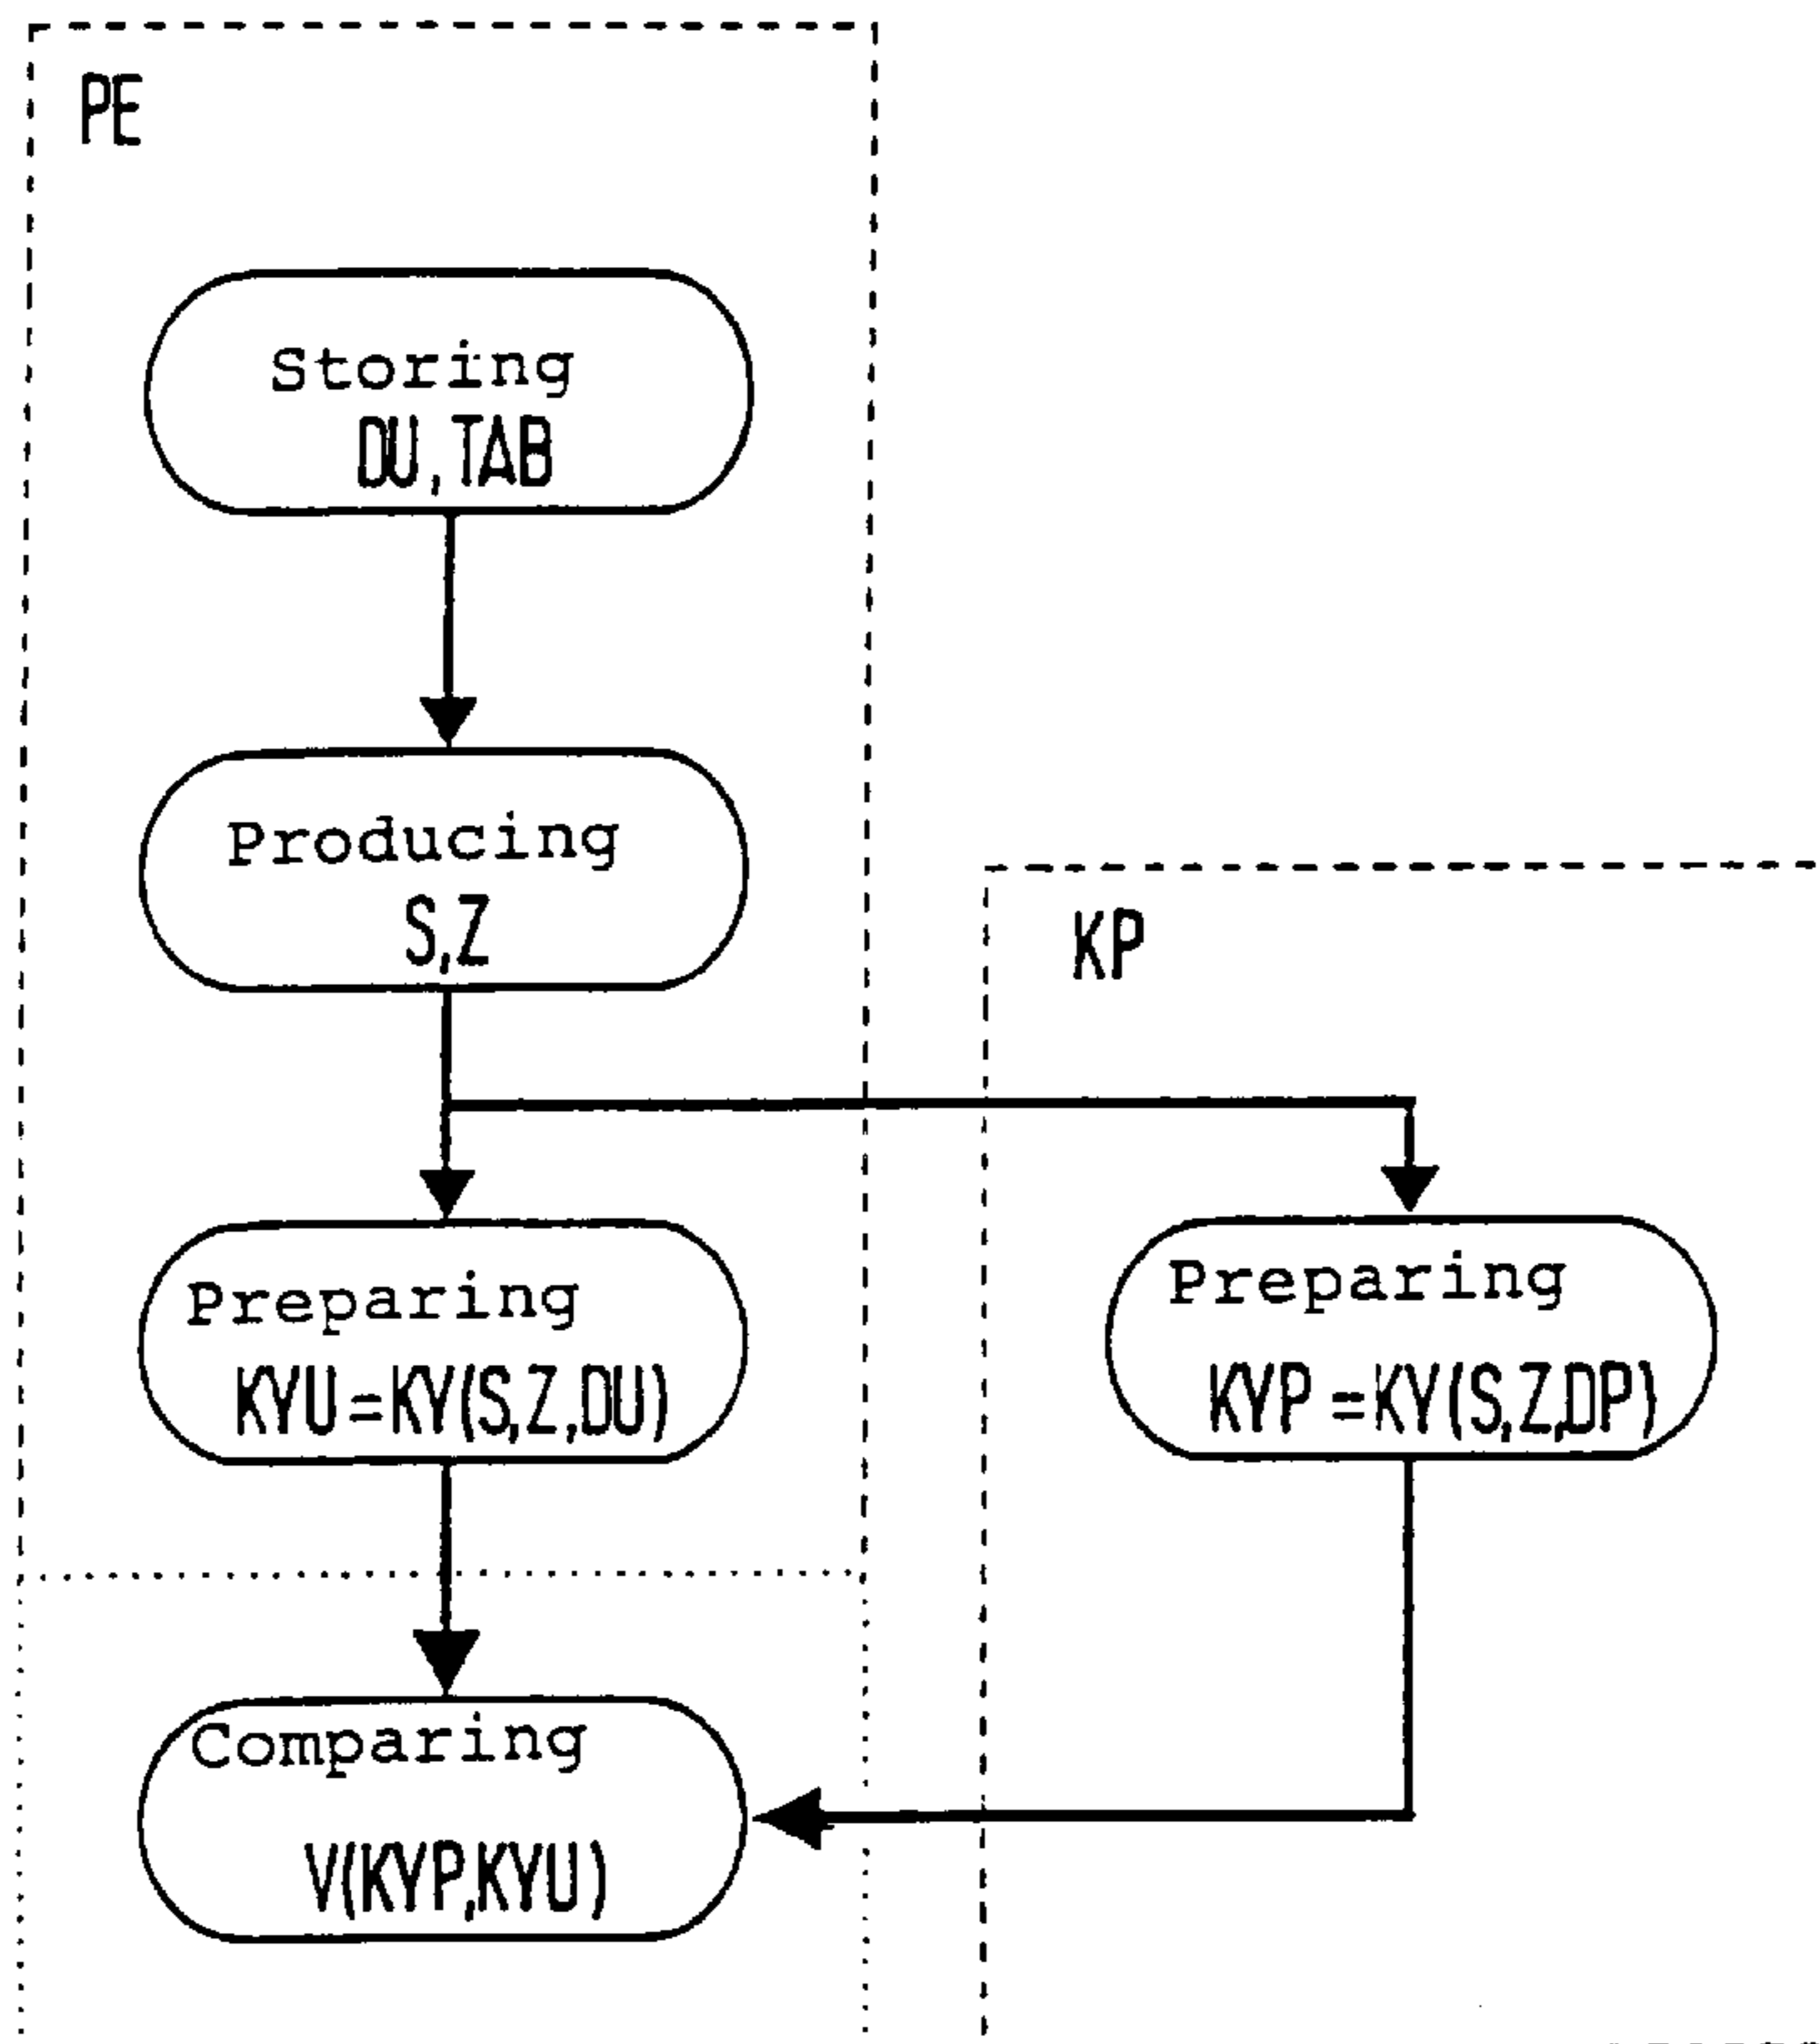 PE
Storing
DU,TAB
Producing
S,Z
KP
Preparing
KYU=KY(S,Z,DU)
Preparing
KYP=KY(S,Z,DP)
Comparing
V(KYP,KYU)